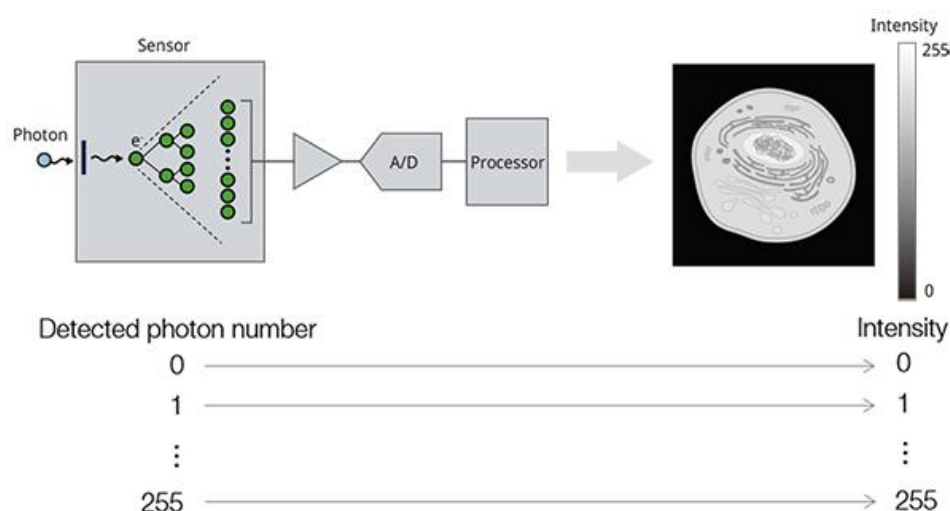 Intensity
255
Sensor
Photon
e-
A/D
Processor
0
Detected photon number
Intensity
0
0
1
1
⋮
⋮
255
255